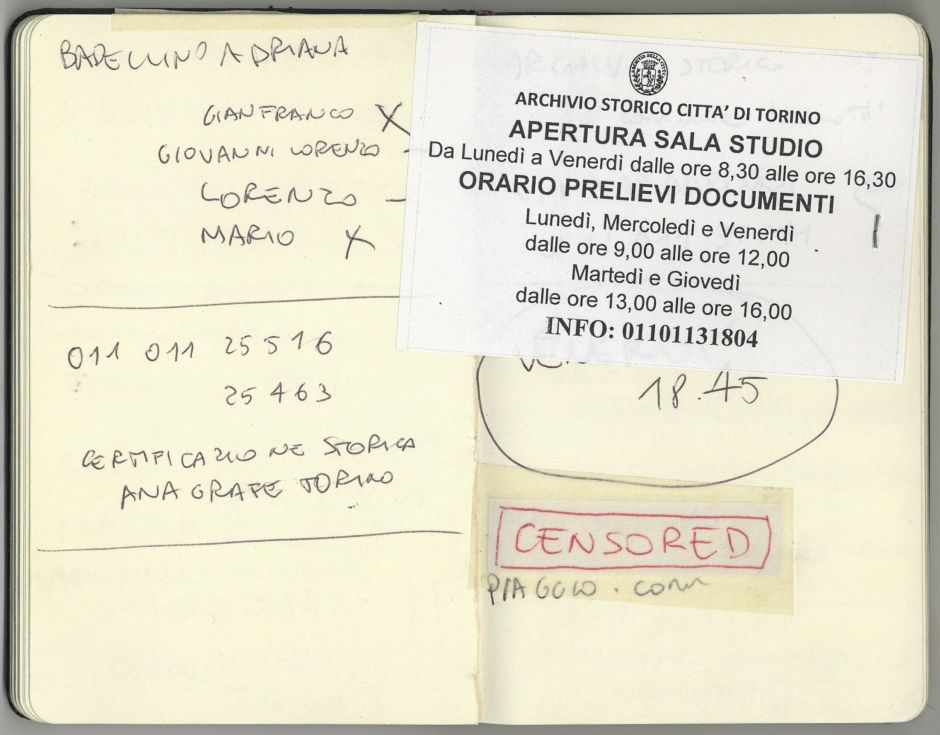 BADELLINO ADRIANA
GIANFRANCO X
GIOVANNI LORENZO -
LORENZO -
MARIO X
011 011 25516
25463
CERTIFICAZIONE STORICA
ANAGRAFE TORINO
ARCHIVIO STORICO CITTA' DI TORINO
APERTURA SALA STUDIO
Da Lunedì a Venerdì dalle ore 8,30 alle ore 16,30
ORARIO PRELIEVI DOCUMENTI
Lunedì, Mercoledì e Venerdì
dalle ore 9,00 alle ore 12,00
Martedì e Giovedì
dalle ore 13,00 alle ore 16,00
INFO: 01101131804
18.45
CENSORED
PIAGGIO.COM